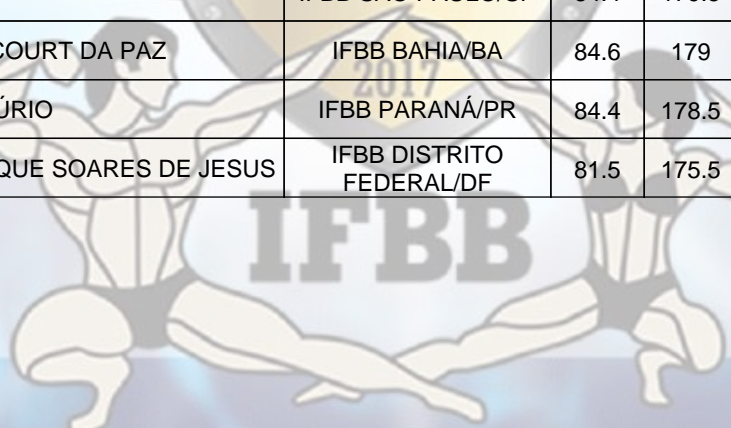 COURT DA PAZ IFBB BAHIA/BA 84.6 179
2017
ÚRIO IFBB PARANÁ/PR 84.4 178.5
QUE SOARES DE JESUS IFBB DISTRITO FEDERAL/DF 81.5 175.5
IFBB